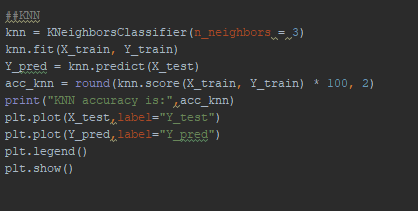 ##KNN
knn = KNeighborsClassifier(n_neighbors = 3)
knn.fit(X_train, Y_train)
Y_pred = knn.predict(X_test)
acc_knn = round(knn.score(X_train, Y_train) * 100, 2)
print("KNN accuracy is:",acc_knn)
plt.plot(X_test,label="Y_test")
plt.plot(Y_pred,label="Y_pred")
plt.legend()
plt.show()